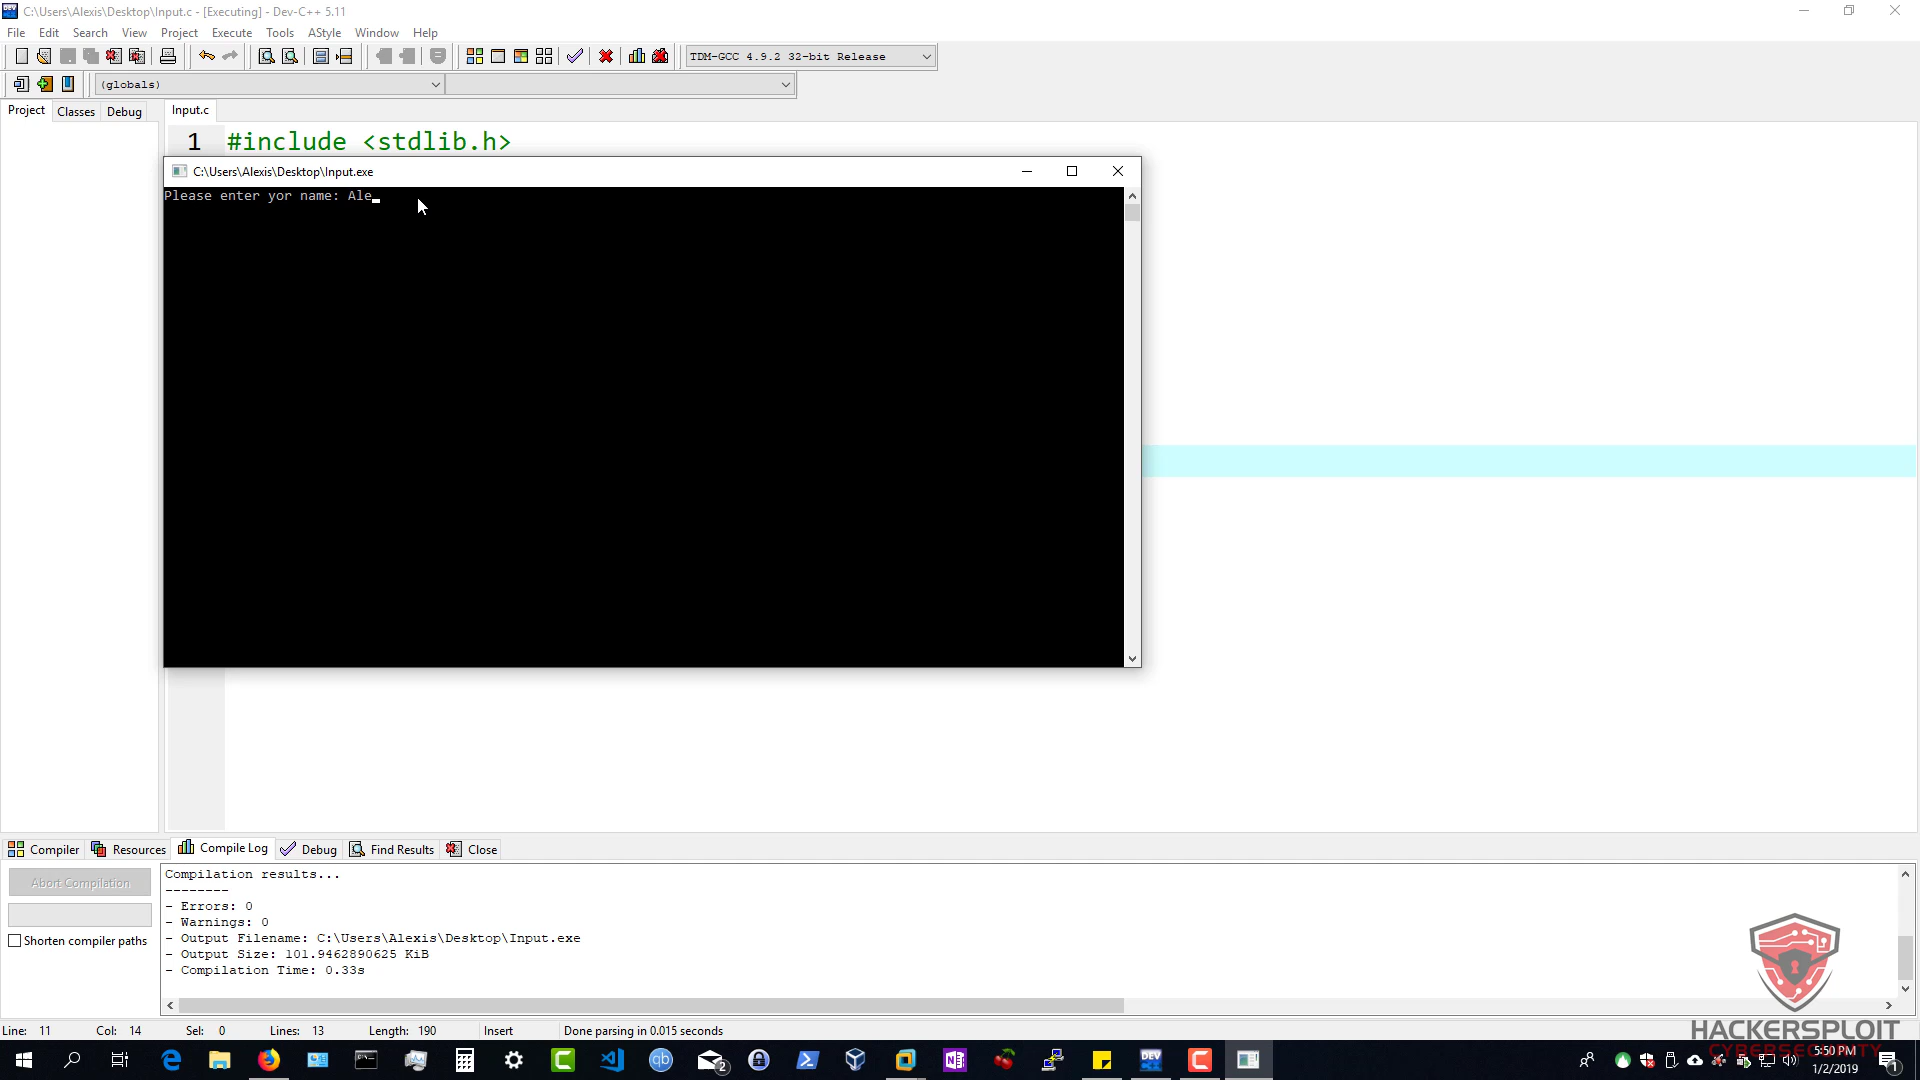 C:\Users\Alexis\Desktop\Input.c - [Executing] - Dev-C++ 5.11
File Edit Search View Project Execute Tools AStyle Window Help
TDM-GCC 4.9.2 32-bit Release
(globals)
Project Classes Debug Input.c
1 #include <stdlib.h>
C:\Users\Alexis\Desktop\Input.exe
Please enter yor name: Ale
Compiler Resources Compile Log Debug Find Results Close
Abort Compilation
Shorten compiler paths
Compilation results...
--------
- Errors: 0
- Warnings: 0
- Output Filename: C:\Users\Alexis\Desktop\Input.exe
- Output Size: 101.9462890625 KiB
- Compilation Time: 0.33s
HACKERSPLOIT
CYBERSECURITY
Line: 11 Col: 14 Sel: 0 Lines: 13 Length: 190 Insert Done parsing in 0.015 seconds
5:50 PM
1/2/2019